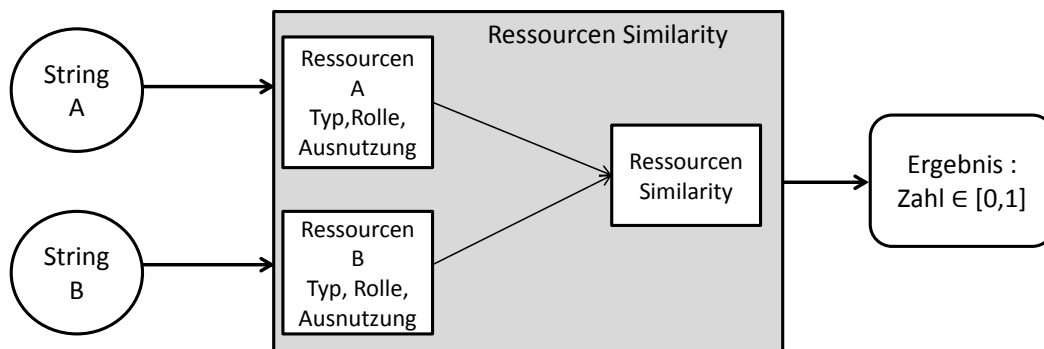 Ressourcen Similarity
String
A
Ressourcen
A
Typ,Rolle,
Ausnutzung
Ressourcen
Similarity
Ergebnis :
Zahl ∈ [0,1]
String
B
Ressourcen
B
Typ, Rolle,
Ausnutzung